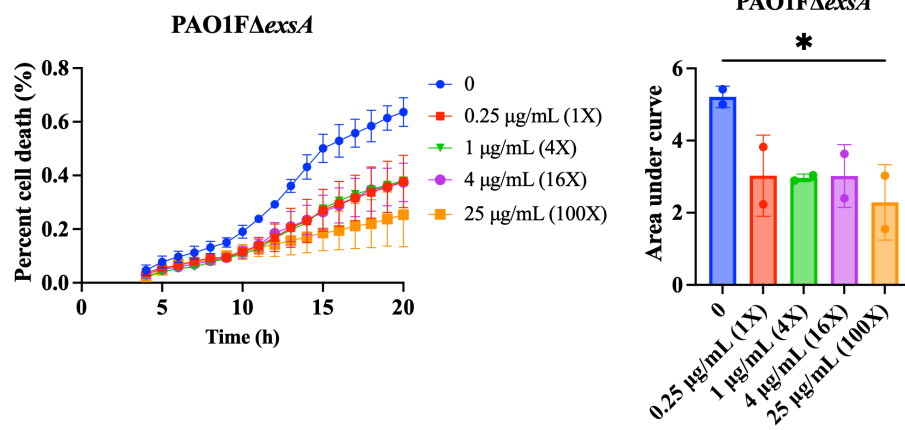 PAO1FΔexsA
Percent cell death (%)
0.8
0.6
0.4
0.2
0.0
0
5
10
15
20
Time (h)
0
0.25 μg/mL (1X)
1 μg/mL (4X)
4 μg/mL (16X)
25 μg/mL (100X)
PAO1FΔexsA
*
Area under curve
6
4
2
0
0
0.25 μg/mL (1X)
1 μg/mL (4X)
4 μg/mL (16X)
25 μg/mL (100X)